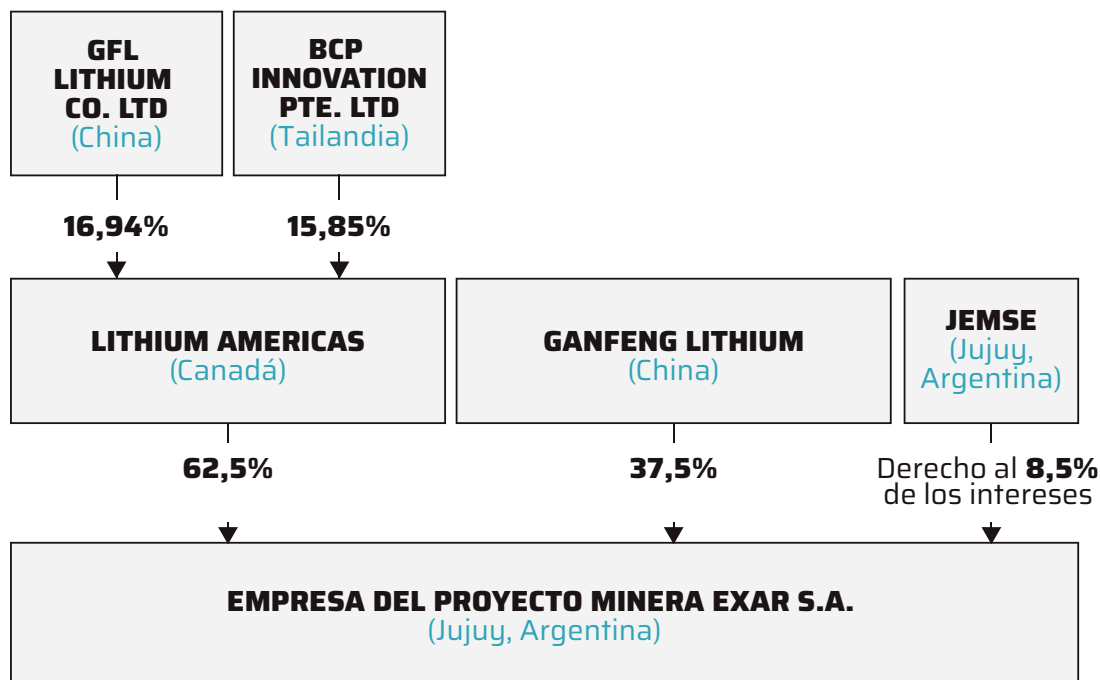 GFL
LITHIUM
CO. LTD
(China)
BCP
INNOVATION
PTE. LTD
(Tailandia)
16,94%
15,85%
LITHIUM AMERICAS
(Canadá)
GANFENG LITHIUM
(China)
JEMSE
(Jujuy,
Argentina)
62,5%
37,5%
Derecho al 8,5%
de los intereses
EMPRESA DEL PROYECTO MINERA EXAR S.A.
(Jujuy, Argentina)